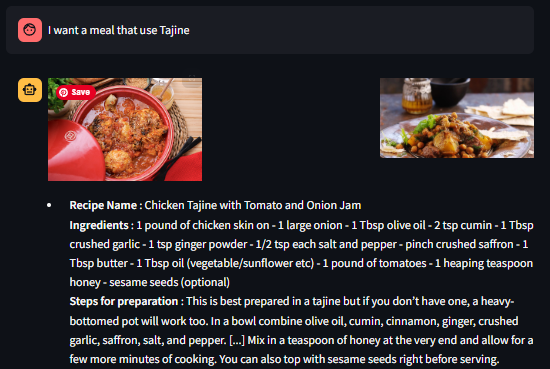 I want a meal that use Tajine
Save
Recipe Name : Chicken Tajine with Tomato and Onion Jam
Ingredients : 1 pound of chicken skin on - 1 large onion - 1 Tbsp olive oil - 2 tsp cumin - 1 Tbsp
crushed garlic - 1 tsp ginger powder - 1/2 tsp each salt and pepper - pinch crushed saffron - 1
Tbsp butter - 1 Tbsp oil (vegetable/sunflower etc) - 1 pound of tomatoes - 1 heaping teaspoon
honey - sesame seeds (optional)
Steps for preparation : This is best prepared in a tajine but if you don’t have one, a heavy-
bottomed pot will work too. In a bowl combine olive oil, cumin, cinnamon, ginger, crushed
garlic, saffron, salt, and pepper. [...] Mix in a teaspoon of honey at the very end and allow for a
few more minutes of cooking. You can also top with sesame seeds right before serving.